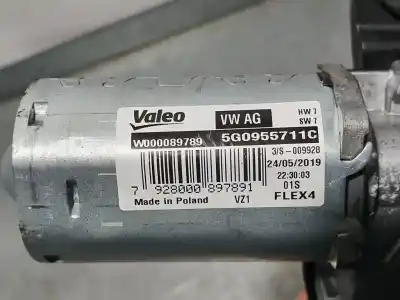 Valeo VW AG HW 7
SW 7
W000089789 5G0955711C
3/S -009928
24/05/2019
22:30:03
7 928000 897891 01S
Made in Poland VZ1 FLEX4